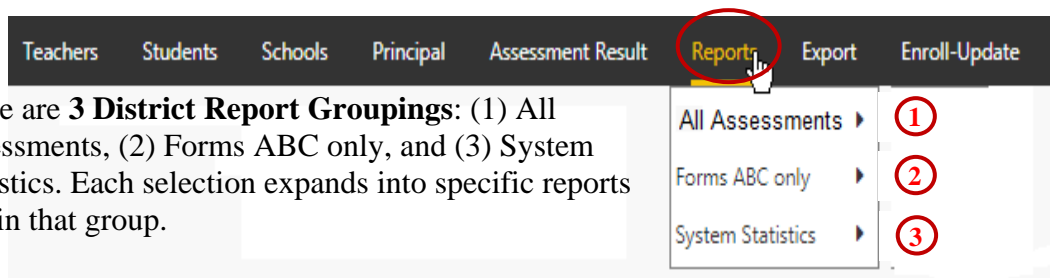 Teachers Students Schools Principal Assessment Result Reports Export Enroll-Update
e are 3 District Report Groupings: (1) All
essments, (2) Forms ABC only, and (3) System
istics. Each selection expands into specific reports
in that group.
All Assessments 1
Forms ABC only 2
System Statistics 3